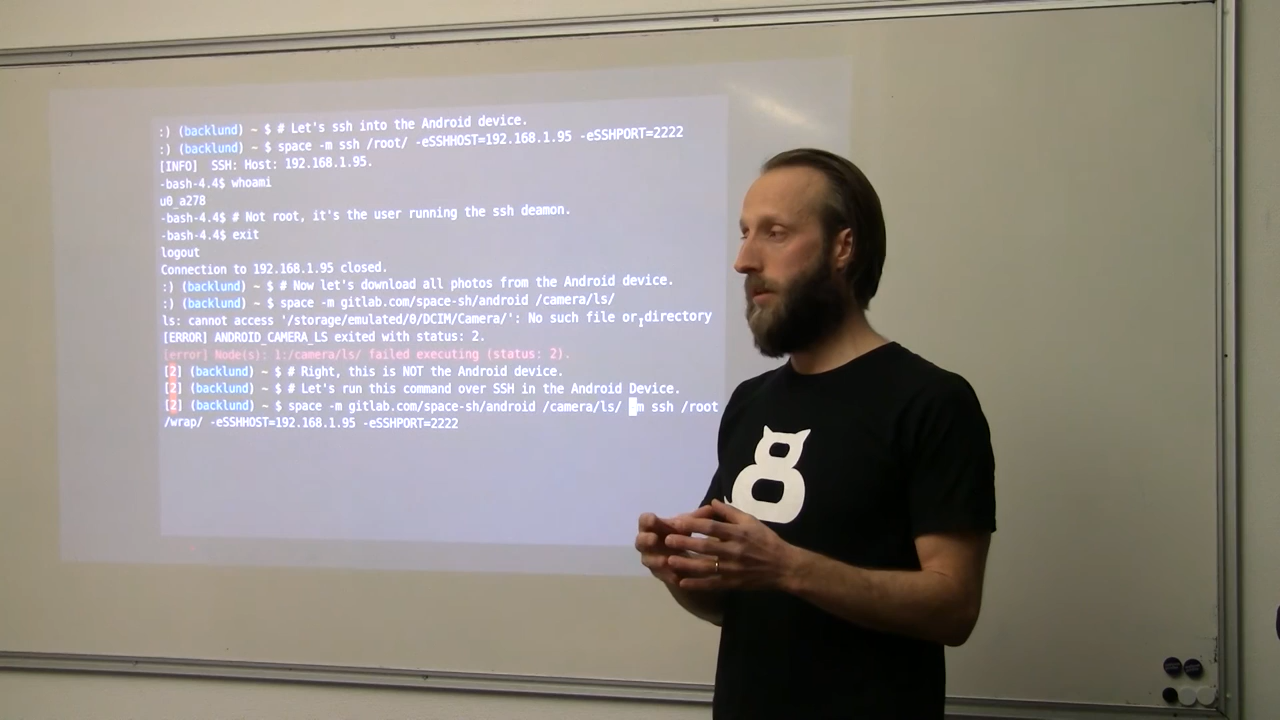 :) (backlund) ~ $ # Let's ssh into the Android device.
:) (backlund) ~ $ space -m ssh /root/ -eSSHHOST=192.168.1.95 -eSSHPORT=2222
[INFO]  SSH: Host: 192.168.1.95.
-bash-4.4$ whoami
u0_a278
-bash-4.4$ # Not root, it's the user running the ssh deamon.
-bash-4.4$ exit
logout
Connection to 192.168.1.95 closed.
:) (backlund) ~ $ # Now let's download all photos from the Android device.
:) (backlund) ~ $ space -m gitlab.com/space-sh/android /camera/ls/
ls: cannot access '/storage/emulated/0/DCIM/Camera/': No such file or directory
[ERROR] ANDROID_CAMERA_LS exited with status: 2.
[error] Node(s): 1:/camera/ls/ failed executing (status: 2).
[2] (backlund) ~ $ # Right, this is NOT the Android device.
[2] (backlund) ~ $ # Let's run this command over SSH in the Android Device.
[2] (backlund) ~ $ space -m gitlab.com/space-sh/android /camera/ls/ -m ssh /root
/wrap/ -eSSHHOST=192.168.1.95 -eSSHPORT=2222